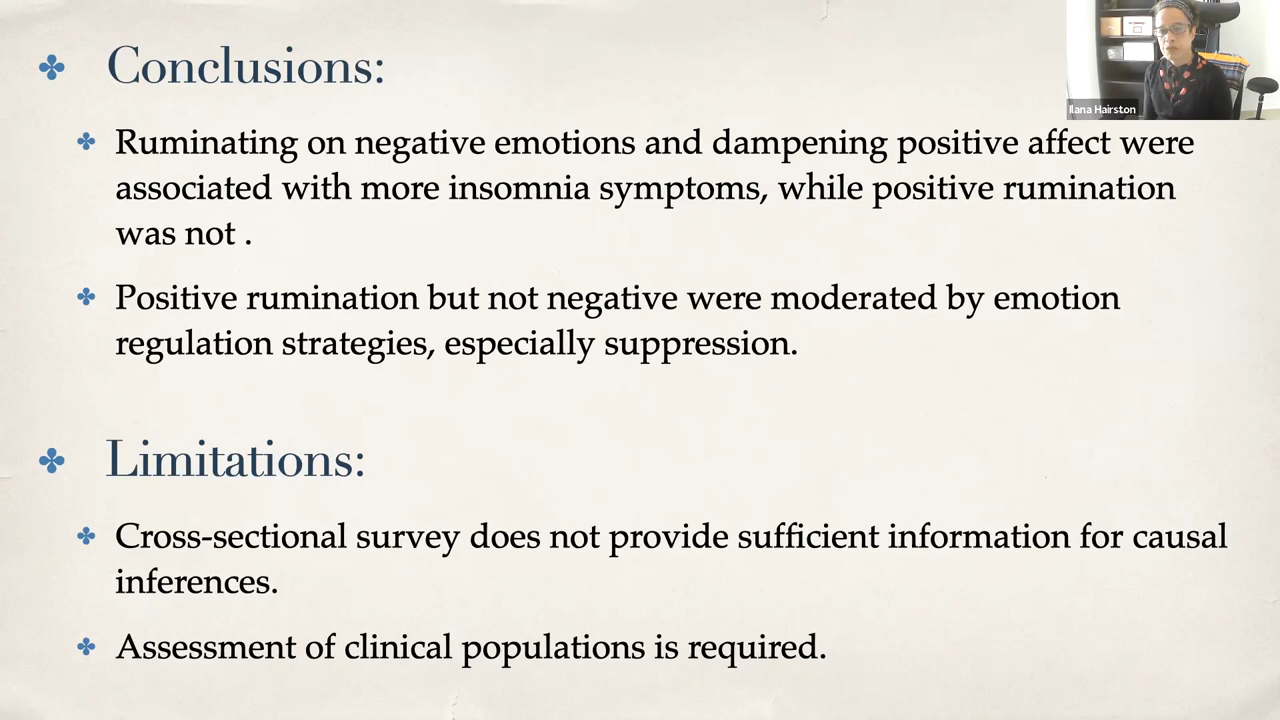 Conclusions:
Ruminating on negative emotions and dampening positive affect were
associated with more insomnia symptoms, while positive rumination
was not .
Positive rumination but not negative were moderated by emotion
regulation strategies, especially suppression.
Limitations:
Cross-sectional survey does not provide sufficient information for causal
inferences.
Assessment of clinical populations is required.
Ilana Hairston